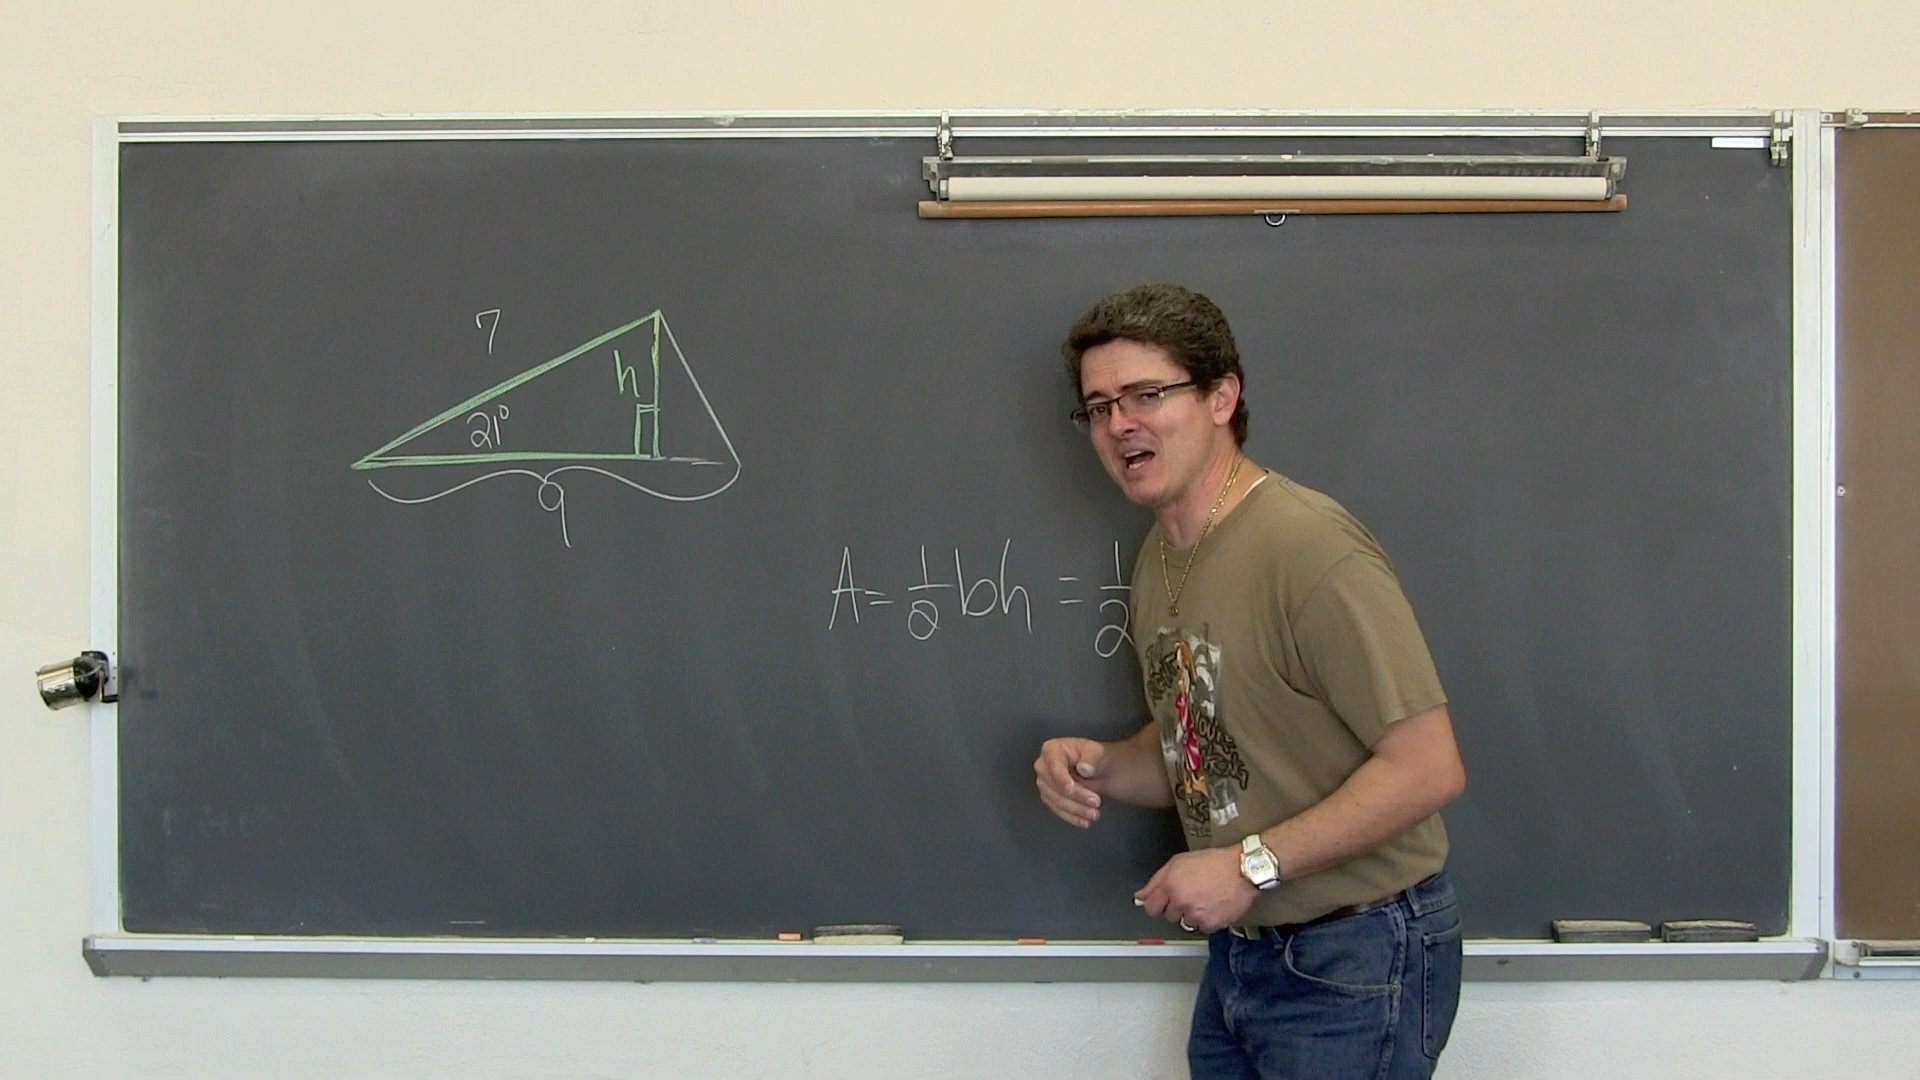 7
h
21°
9
A = 1/2 bh = 1/2